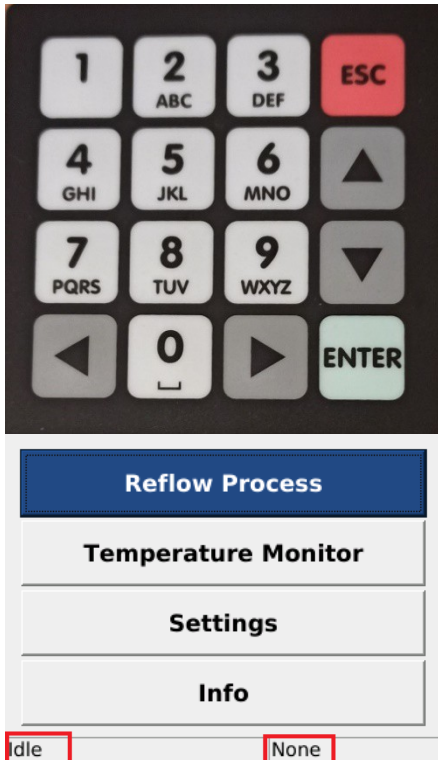 1
2
3
ESC
ABC
DEF
4
5
6
GHI
JKL
MNO
7
8
9
PQRS
TUV
WXYZ
0
ENTER
Reflow Process
Temperature Monitor
Settings
Info
Idle
None